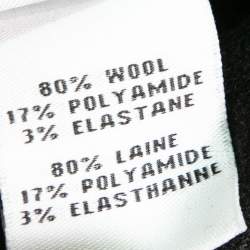 80% WOOL
17% POLYAMIDE
3% ELASTANE
80% LAINE
17% POLYAMIDE
3% ELASTHANNE